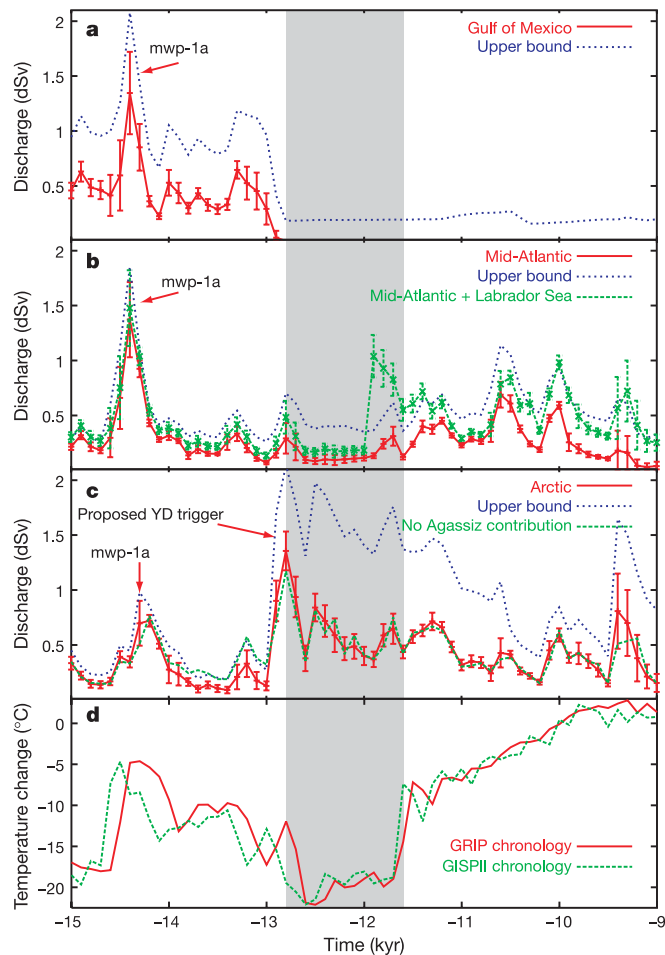 a
mwp-1a
Gulf of Mexico
Upper bound
Discharge (dSv)
2
1.5
1
0.5
b
mwp-1a
Mid-Atlantic
Upper bound
Mid-Atlantic + Labrador Sea
Discharge (dSv)
2
1.5
1
0.5
c
Proposed YD trigger
mwp-1a
Arctic
Upper bound
No Agassiz contribution
Discharge (dSv)
2
1.5
1
0.5
d
GRIP chronology
GISPII chronology
Temperature change (°C)
0
−5
−10
−15
−20
−15 −14 −13 −12 −11 −10 −9
Time (kyr)